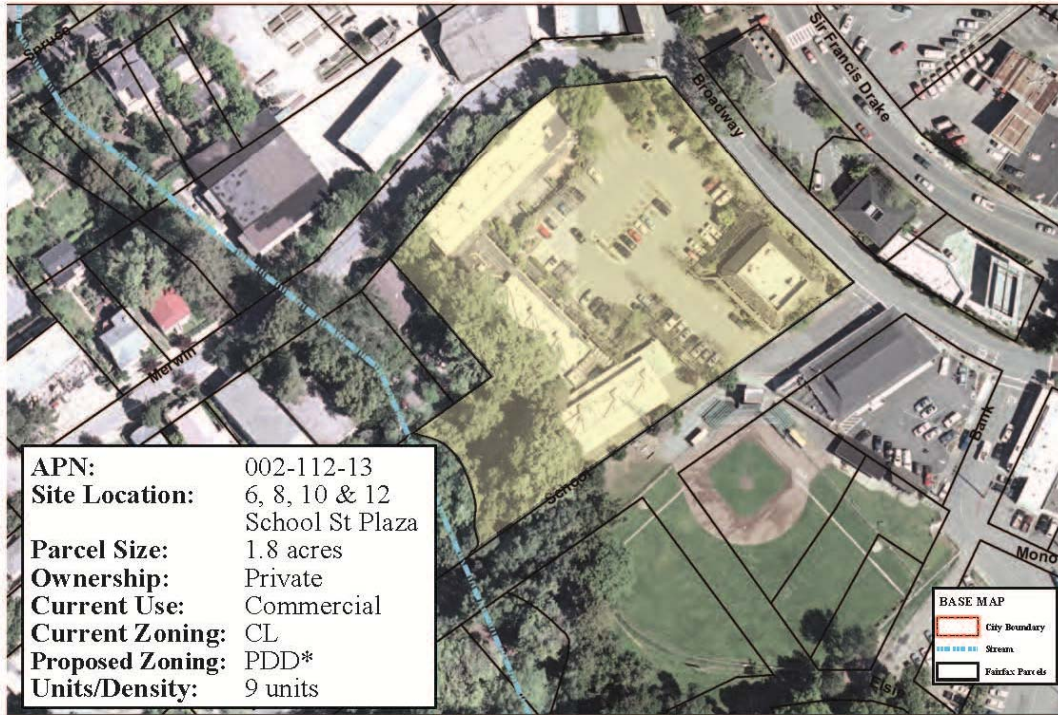 Spruce
Sir Francis Drake
Broadway
Merwin
School
Bank
Mono
Elsie
APN: 002-112-13
Site Location: 6, 8, 10 & 12
School St Plaza
Parcel Size: 1.8 acres
Ownership: Private
Current Use: Commercial
Current Zoning: CL
Proposed Zoning: PDD*
Units/Density: 9 units
BASE MAP
City Boundary
Stream
Fairfax Parcels